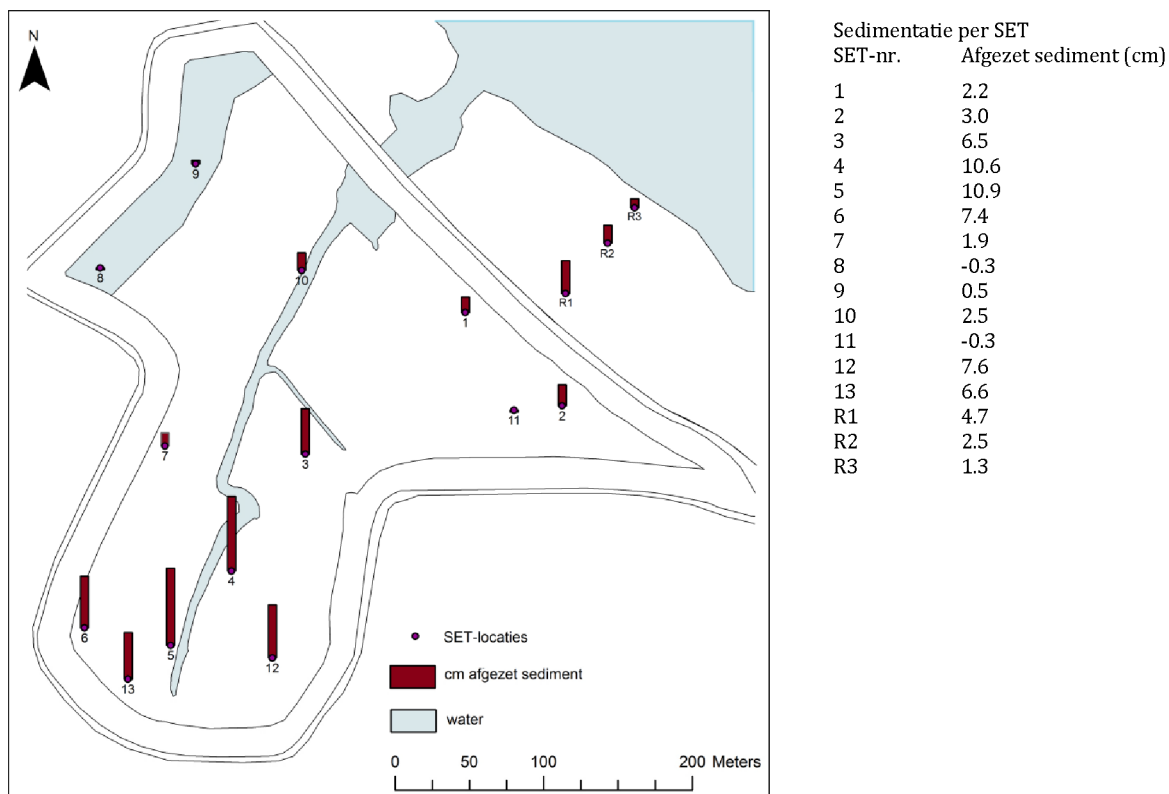 N
9
8
10
R3
R2
R1
1
11
2
7
3
4
6
5
12
13
SET-locaties
cm afgezet sediment
water
0 50 100 200 Meters
Sedimentatie per SET
SET-nr. Afgezet sediment (cm)
1 2.2
2 3.0
3 6.5
4 10.6
5 10.9
6 7.4
7 1.9
8 -0.3
9 0.5
10 2.5
11 -0.3
12 7.6
13 6.6
R1 4.7
R2 2.5
R3 1.3